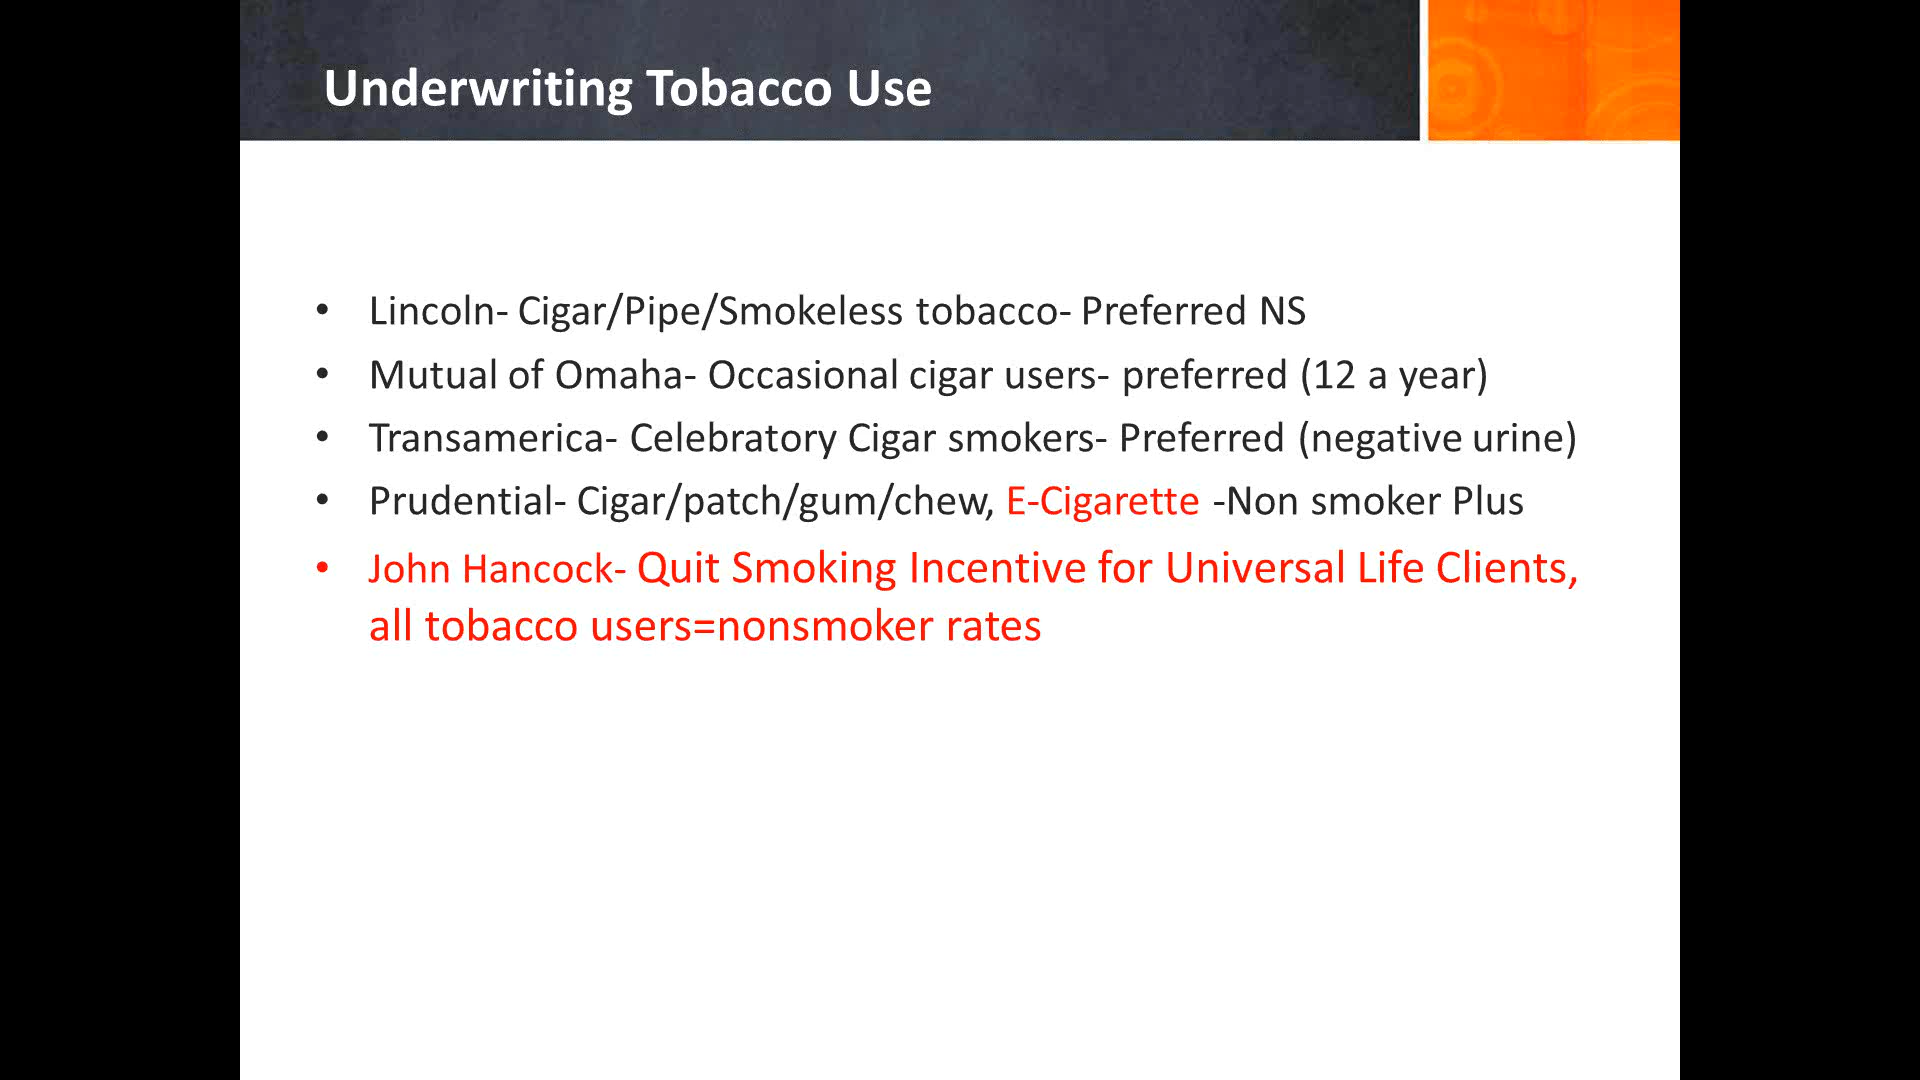 Underwriting Tobacco Use
• Lincoln- Cigar/Pipe/Smokeless tobacco- Preferred NS
• Mutual of Omaha- Occasional cigar users- preferred (12 a year)
• Transamerica- Celebratory Cigar smokers- Preferred (negative urine)
• Prudential- Cigar/patch/gum/chew, E-Cigarette -Non smoker Plus
• John Hancock- Quit Smoking Incentive for Universal Life Clients,
all tobacco users=nonsmoker rates